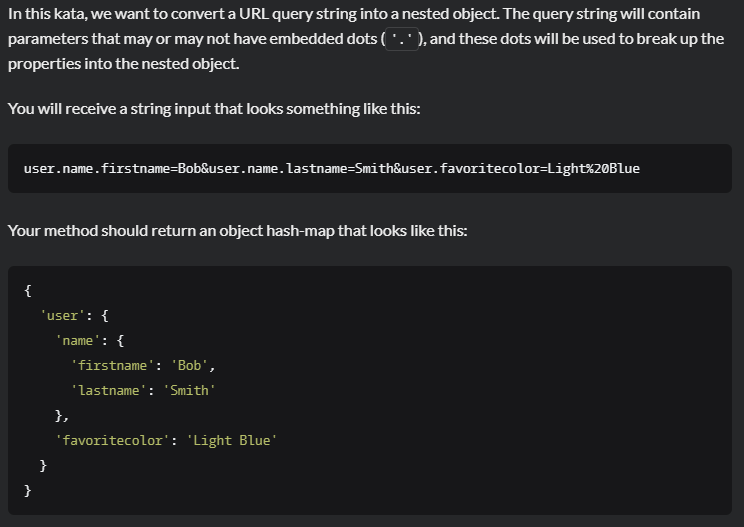 In this kata, we want to convert a URL query string into a nested object. The query string will contain
parameters that may or may not have embedded dots ( '.' ), and these dots will be used to break up the
properties into the nested object.
You will receive a string input that looks something like this:
user.name.firstname=Bob&user.name.lastname=Smith&user.favoritecolor=Light%20Blue
Your method should return an object hash-map that looks like this:
{
  'user': {
    'name': {
      'firstname': 'Bob',
      'lastname': 'Smith'
    },
    'favoritecolor': 'Light Blue'
  }
}